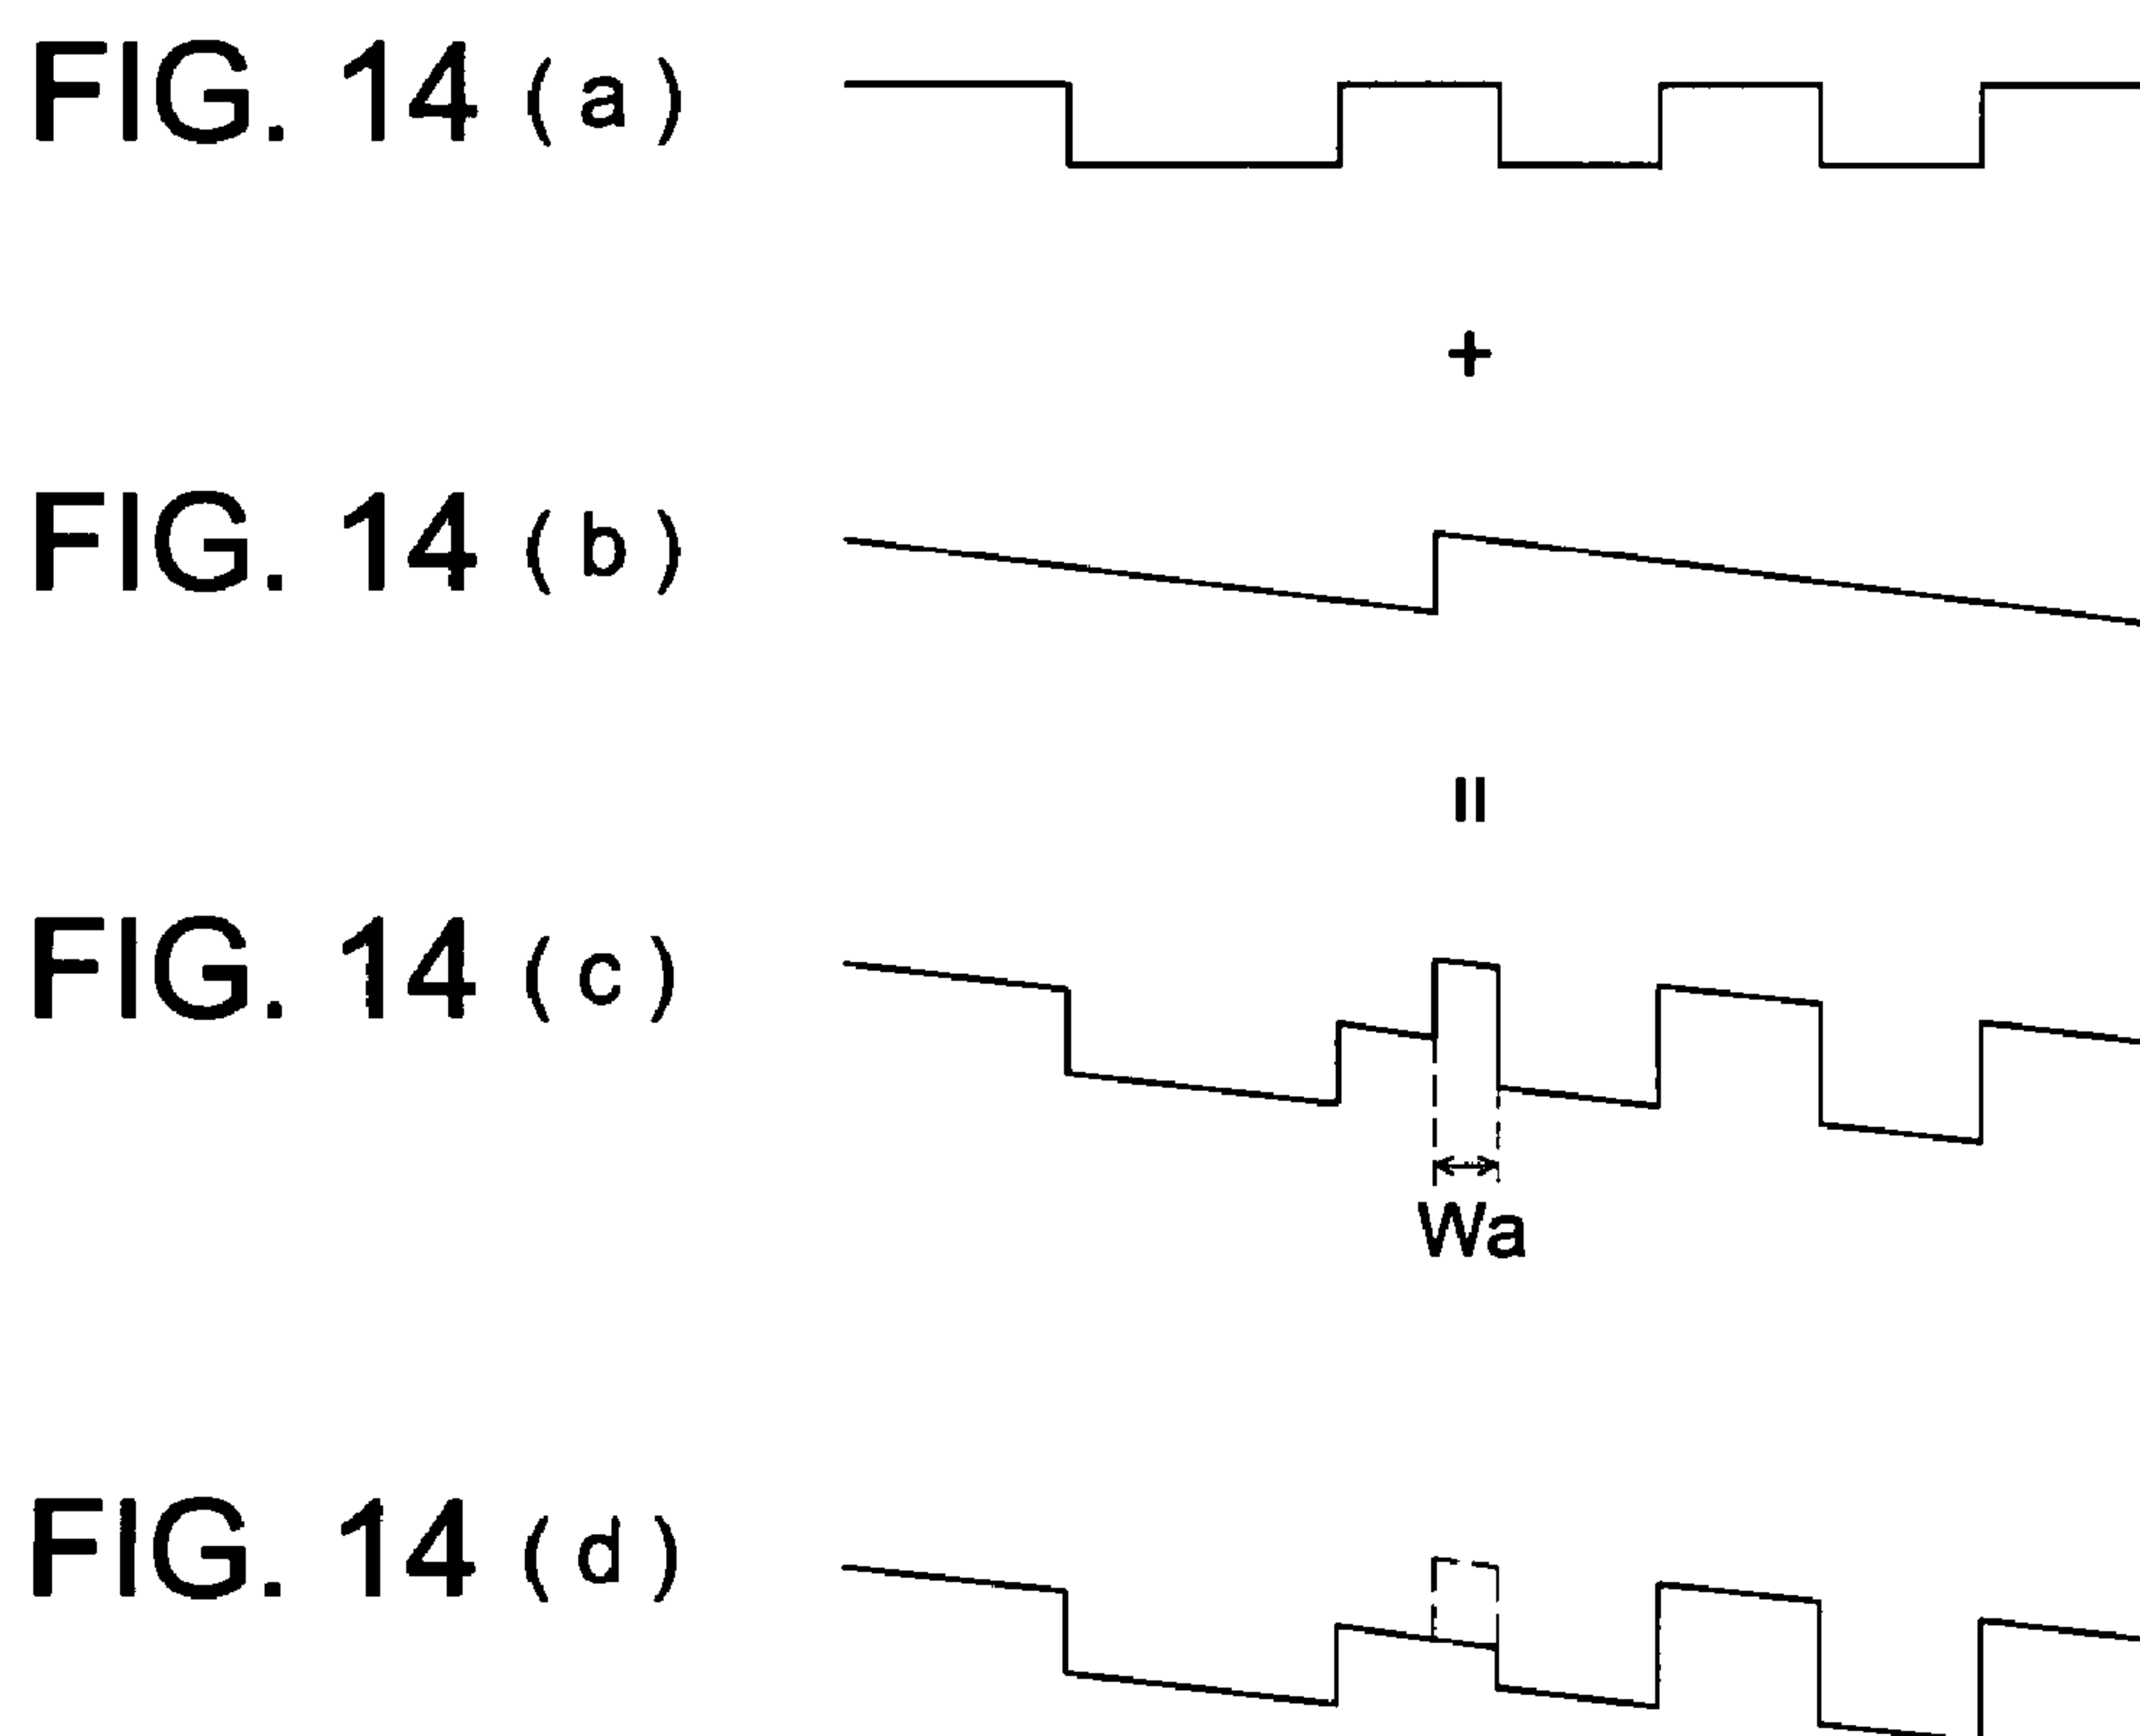 FIG. 14 (a)
+
FIG. 14 (b)
=
FIG. 14 (c)
Wa
FIG. 14 (d)